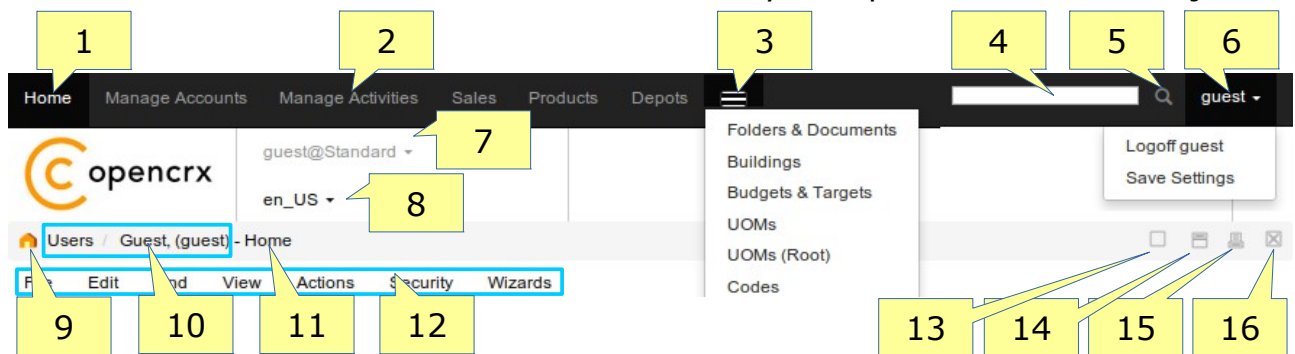 1 2 3 4 5 6
Home Manage Accounts Manage Activities Sales Products Depots guest
guest@Standard 7
opencrx
en_US 8
Folders & Documents
Buildings
Budgets & Targets
UOMs
UOMs (Root)
Codes
Logoff guest
Save Settings
Users / Guest, (guest) - Home
Edit View Actions Security Wizards
9 10 11 12 13 14 15 16